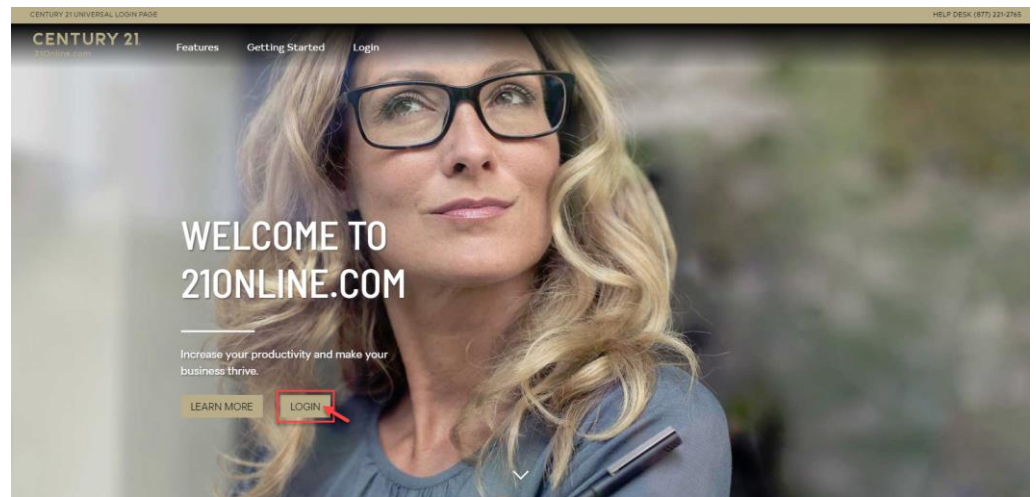 CENTURY 21 UNIVERSAL LOGIN PAGE
HELP DESK (877) 221-2765
CENTURY 21
21Online.com
Features
Getting Started
Login
WELCOME TO
21ONLINE.COM
Increase your productivity and make your
business thrive.
LEARN MORE
LOGIN